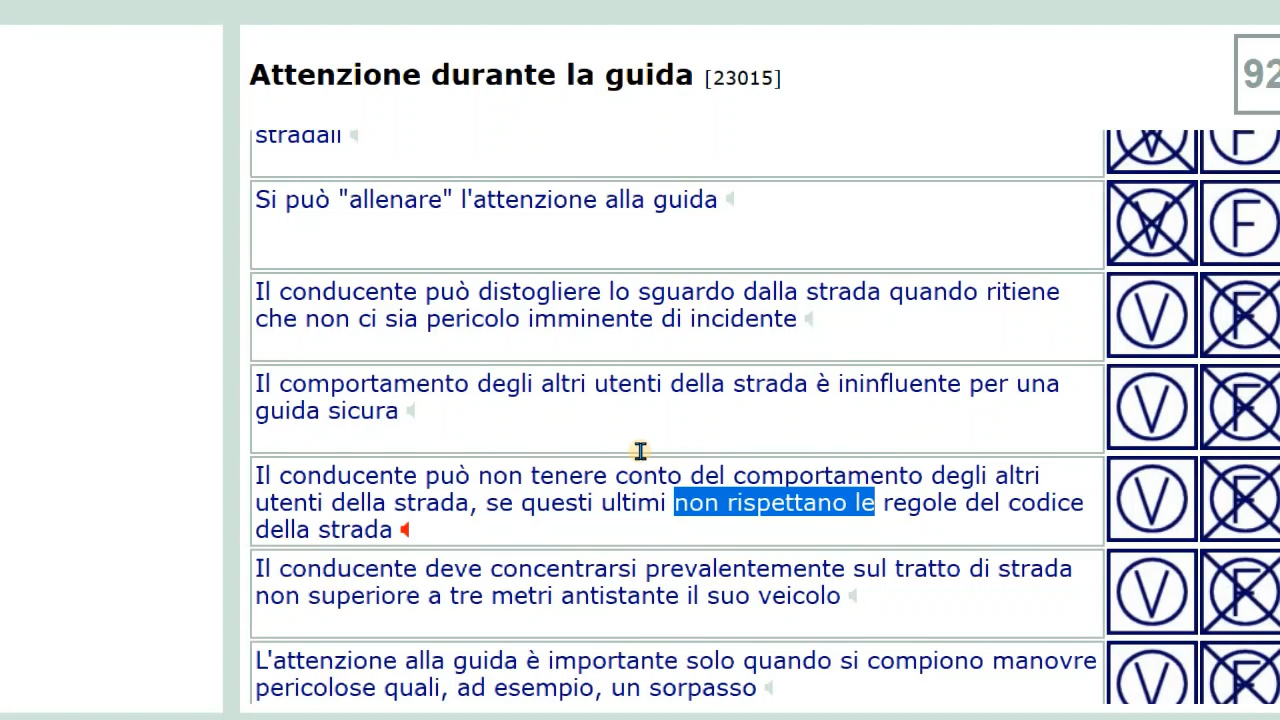 Attenzione durante la guida [23015]
92
stradali
V F
Si può "allenare" l'attenzione alla guida
V F
Il conducente può distogliere lo sguardo dalla strada quando ritiene
che non ci sia pericolo imminente di incidente
V F
Il comportamento degli altri utenti della strada è ininfluente per una
guida sicura
V F
Il conducente può non tenere conto del comportamento degli altri
utenti della strada, se questi ultimi non rispettano le regole del codice
della strada
V F
Il conducente deve concentrarsi prevalentemente sul tratto di strada
non superiore a tre metri antistante il suo veicolo
V F
L'attenzione alla guida è importante solo quando si compiono manovre
pericolose quali, ad esempio, un sorpasso
V F